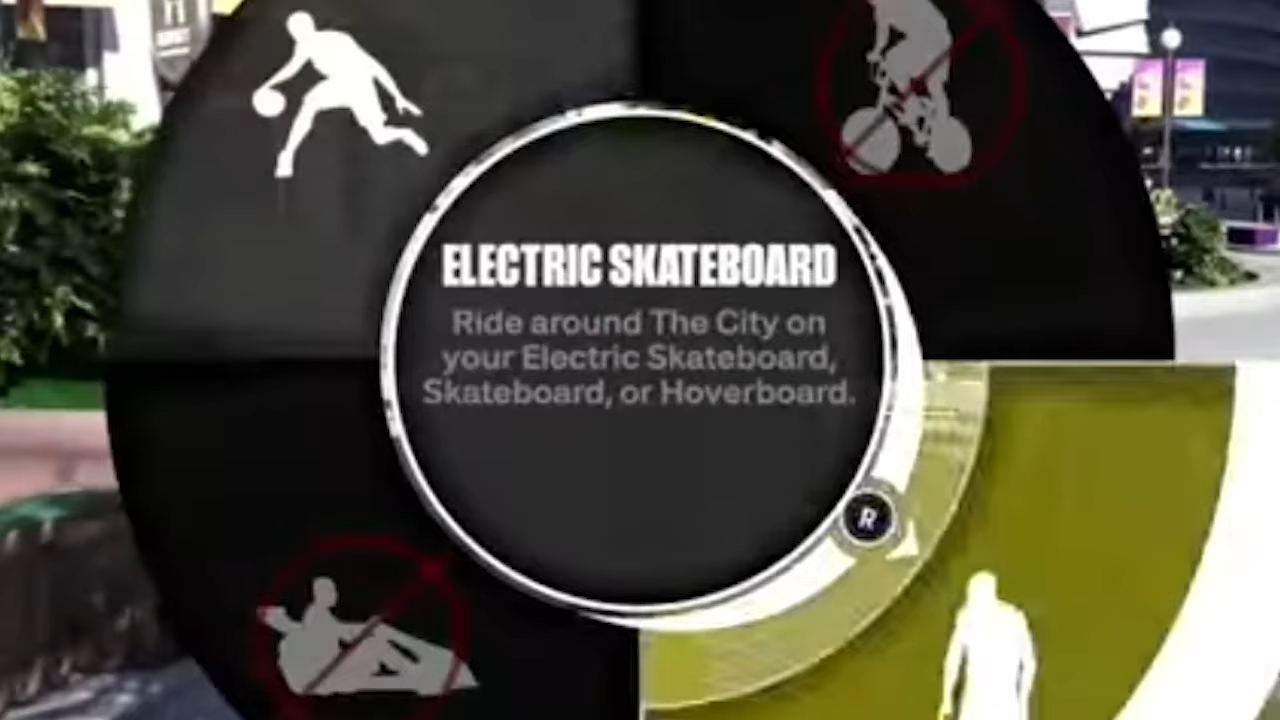 ELECTRIC SKATEBOARD
Ride around The City on
your Electric Skateboard,
Skateboard, or Hoverboard.
R